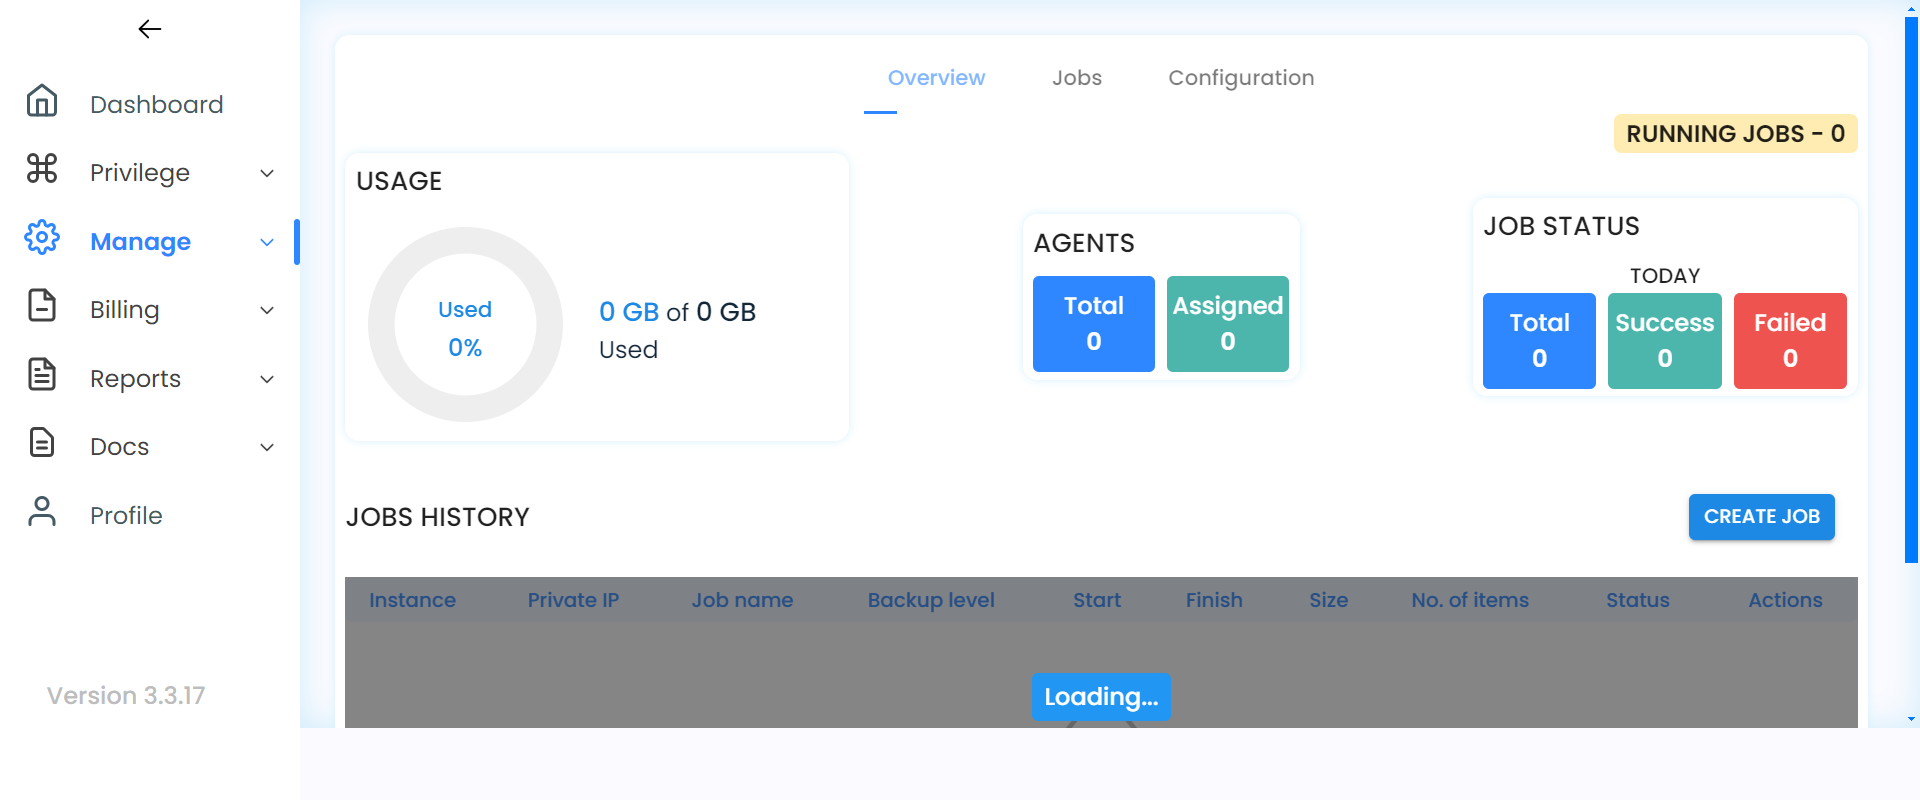 Dashboard
Privilege
Manage
Billing
Reports
Docs
Profile
Version 3.3.17
Overview
Jobs
Configuration
RUNNING JOBS - 0
USAGE
Used
0%
0 GB of 0 GB
Used
AGENTS
Total
0
Assigned
0
JOB STATUS
TODAY
Total
0
Success
0
Failed
0
JOBS HISTORY
CREATE JOB
Instance Private IP Job name Backup level Start Finish Size No. of items Status Actions
Loading...